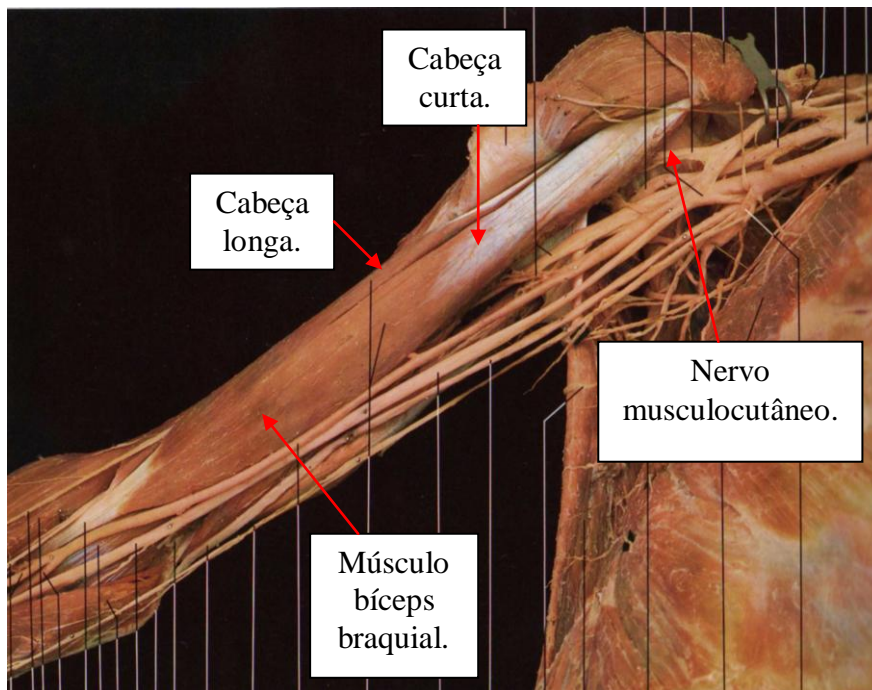 Cabeça
curta.
Cabeça
longa.
Nervo
musculocutâneo.
Músculo
bíceps
braquial.